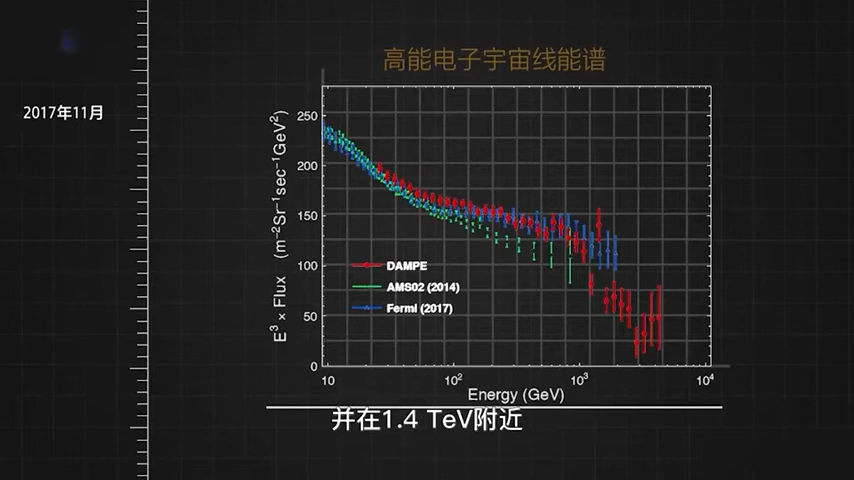 高能电子宇宙线能谱
2017年11月
E³ × Flux (m⁻²Sr⁻¹sec⁻¹GeV²)
250
200
150
100
50
0
DAMPE
AMS02 (2014)
Fermi (2017)
10
10²
10³
10⁴
Energy (GeV)
并在1.4 TeV附近